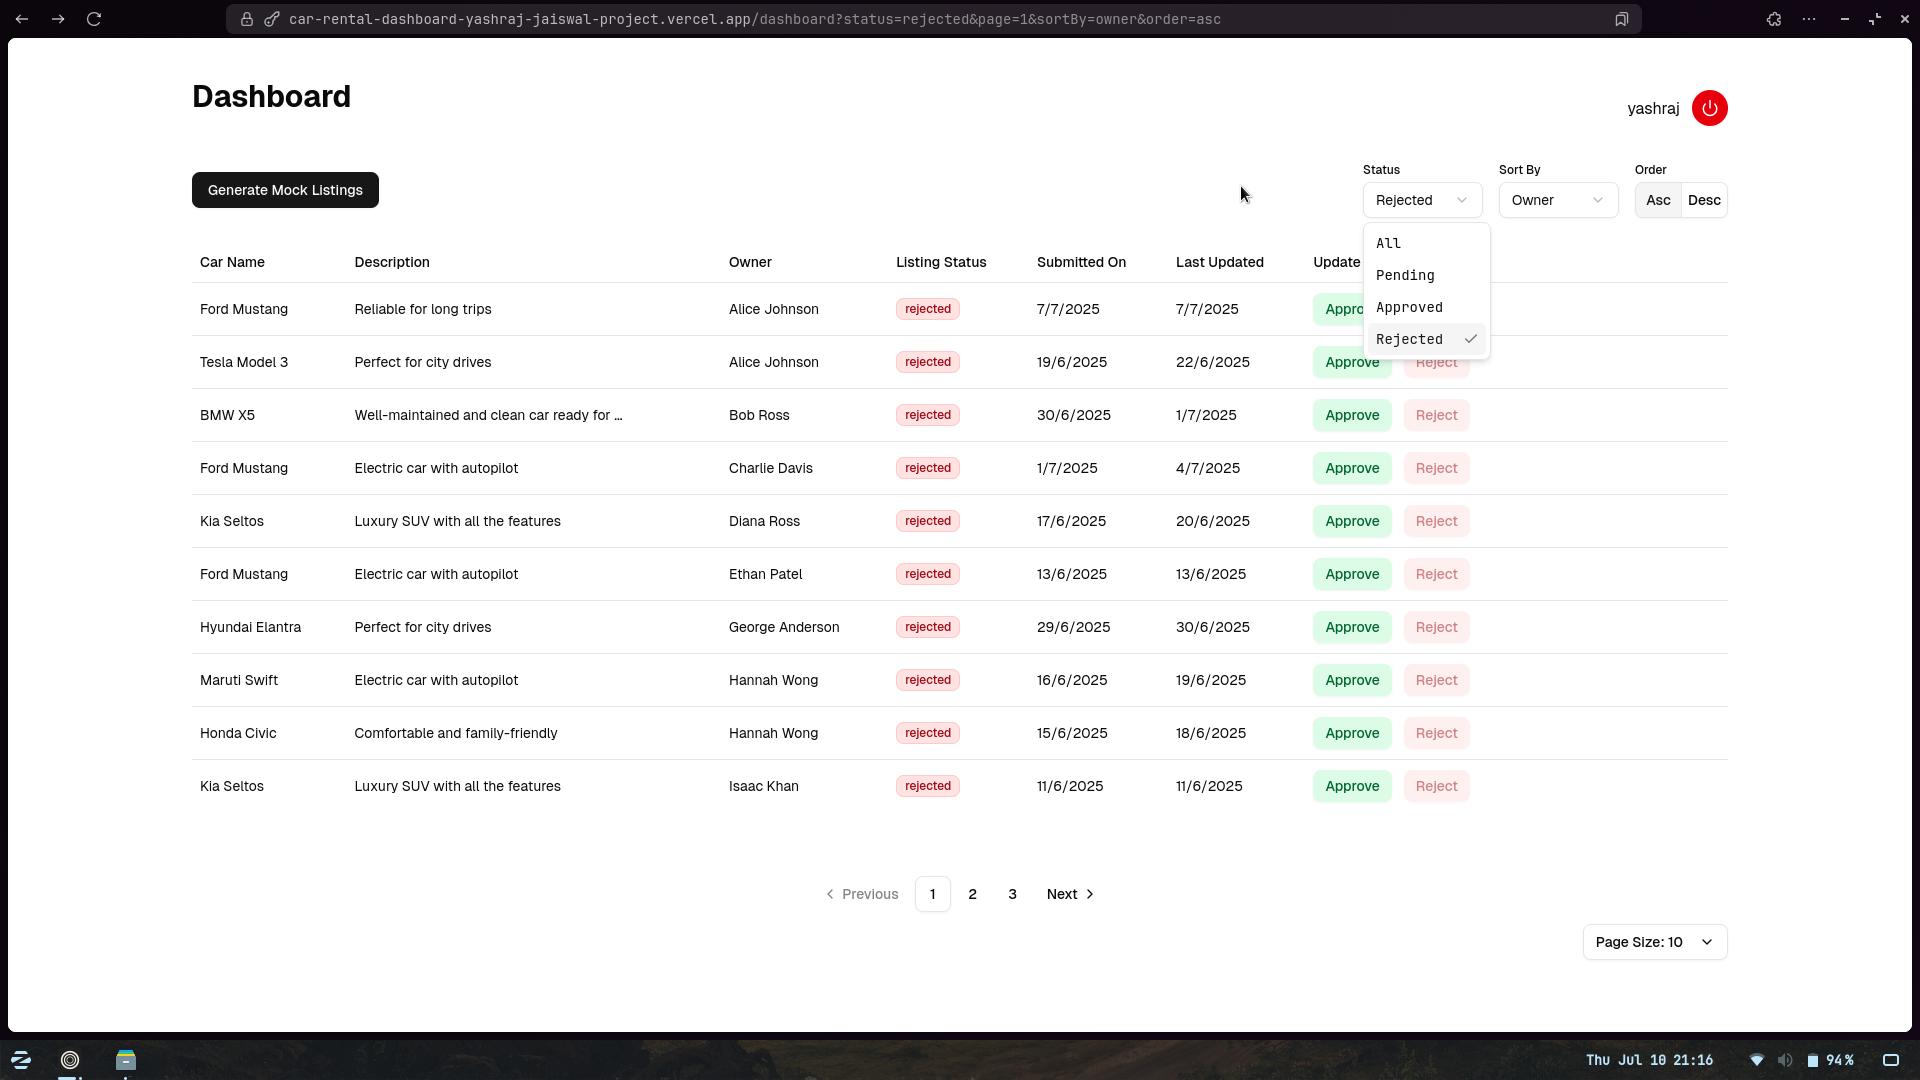 car-rental-dashboard-yashraj-jaiswal-project.vercel.app/dashboard?status=rejected&page=1&sortBy=owner&order=asc
Dashboard
yashraj
Generate Mock Listings
Status Sort By Order
Rejected Owner Asc Desc
All
Pending
Approved
Rejected
Car Name Description Owner Listing Status Submitted On Last Updated Update
Ford Mustang Reliable for long trips Alice Johnson rejected 7/7/2025 7/7/2025 Appro
Tesla Model 3 Perfect for city drives Alice Johnson rejected 19/6/2025 22/6/2025 Approve Reject
BMW X5 Well-maintained and clean car ready for ... Bob Ross rejected 30/6/2025 1/7/2025 Approve Reject
Ford Mustang Electric car with autopilot Charlie Davis rejected 1/7/2025 4/7/2025 Approve Reject
Kia Seltos Luxury SUV with all the features Diana Ross rejected 17/6/2025 20/6/2025 Approve Reject
Ford Mustang Electric car with autopilot Ethan Patel rejected 13/6/2025 13/6/2025 Approve Reject
Hyundai Elantra Perfect for city drives George Anderson rejected 29/6/2025 30/6/2025 Approve Reject
Maruti Swift Electric car with autopilot Hannah Wong rejected 16/6/2025 19/6/2025 Approve Reject
Honda Civic Comfortable and family-friendly Hannah Wong rejected 15/6/2025 18/6/2025 Approve Reject
Kia Seltos Luxury SUV with all the features Isaac Khan rejected 11/6/2025 11/6/2025 Approve Reject
Previous 1 2 3 Next
Page Size: 10
Thu Jul 10 21:16 94%